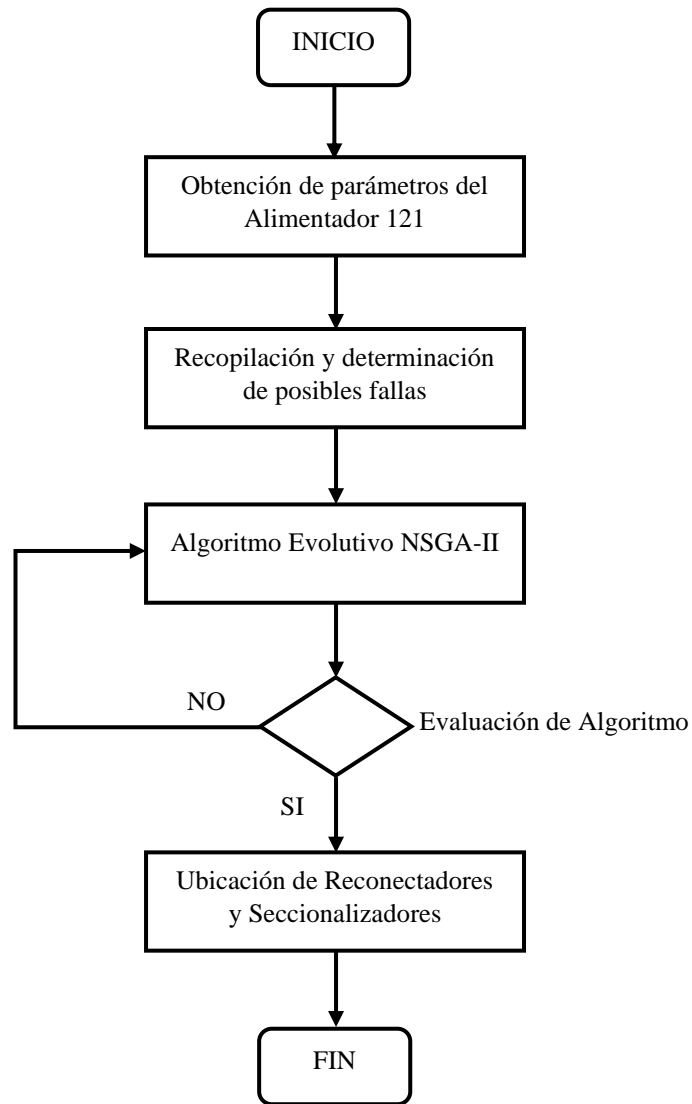 INICIO
Obtención de parámetros del
Alimentador 121
Recopilación y determinación
de posibles fallas
Algoritmo Evolutivo NSGA-II
NO
Evaluación de Algoritmo
SI
Ubicación de Reconectadores
y Seccionalizadores
FIN